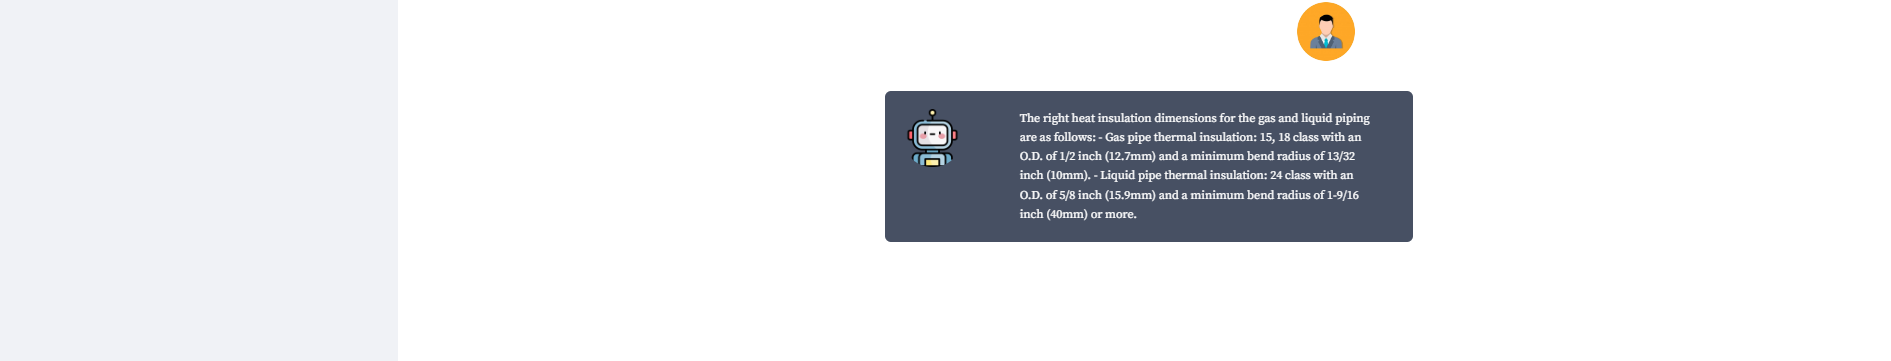 The right heat insulation dimensions for the gas and liquid piping
are as follows: - Gas pipe thermal insulation: 15, 18 class with an
O.D. of 1/2 inch (12.7mm) and a minimum bend radius of 13/32
inch (10mm). - Liquid pipe thermal insulation: 24 class with an
O.D. of 5/8 inch (15.9mm) and a minimum bend radius of 1-9/16
inch (40mm) or more.